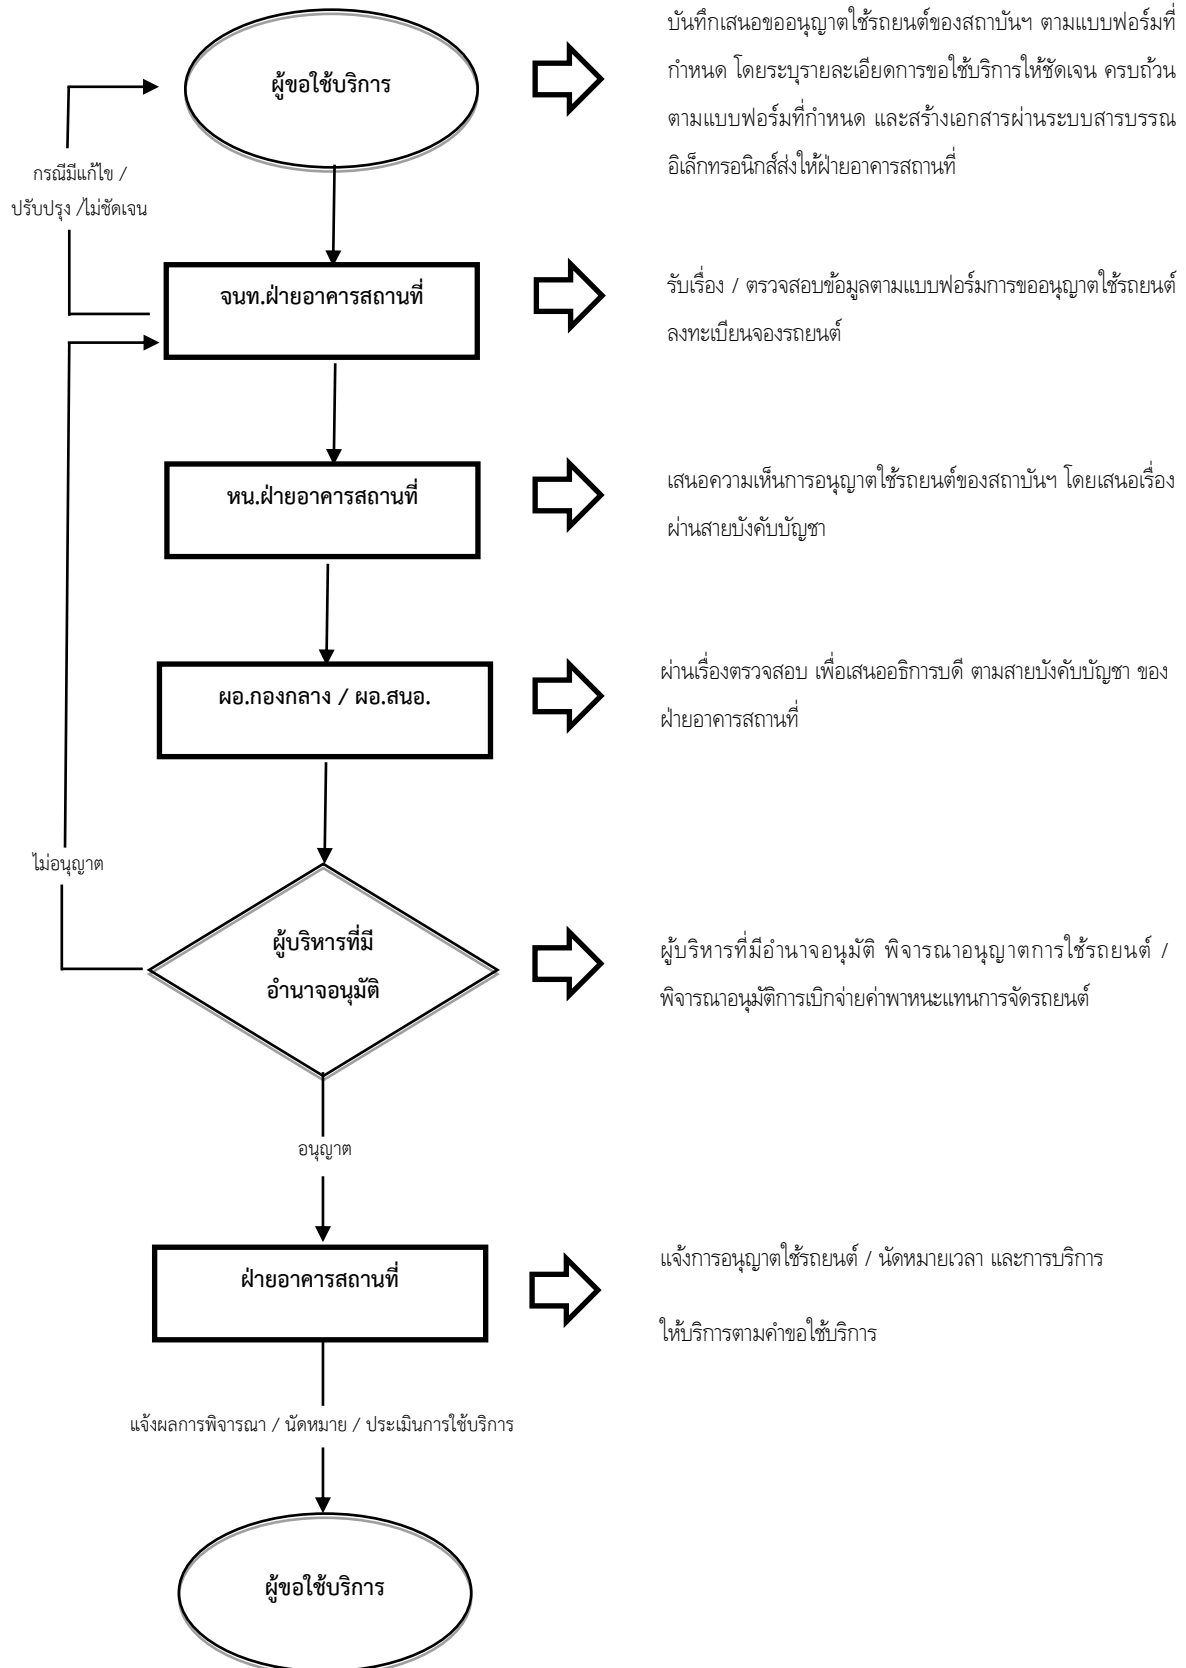 ผู้ขอใช้บริการ
บันทึกเสนอขออนุญาตใช้รถยนต์ของสถาบันฯ ตามแบบฟอร์มที่
กำหนด โดยระบุรายละเอียดการขอใช้บริการให้ชัดเจน ครบถ้วน
ตามแบบฟอร์มที่กำหนด และสร้างเอกสารผ่านระบบสารบรรณ
อิเล็กทรอนิกส์ส่งให้ฝ่ายอาคารสถานที่
กรณีมีแก้ไข /
ปรับปรุง /ไม่ชัดเจน
จนท.ฝ่ายอาคารสถานที่
รับเรื่อง / ตรวจสอบข้อมูลตามแบบฟอร์มการขออนุญาตใช้รถยนต์
ลงทะเบียนจองรถยนต์
หน.ฝ่ายอาคารสถานที่
เสนอความเห็นการอนุญาตใช้รถยนต์ของสถาบันฯ โดยเสนอเรื่อง
ผ่านสายบังคับบัญชา
ผอ.กองกลาง / ผอ.สนอ.
ผ่านเรื่องตรวจสอบ เพื่อเสนออธิการบดี ตามสายบังคับบัญชา ของ
ฝ่ายอาคารสถานที่
ไม่อนุญาต
ผู้บริหารที่มี
อำนาจอนุมัติ
ผู้บริหารที่มีอำนาจอนุมัติ พิจารณาอนุญาตการใช้รถยนต์ /
พิจารณาอนุมัติการเบิกจ่ายค่าพาหนะแทนการจัดรถยนต์
อนุญาต
ฝ่ายอาคารสถานที่
แจ้งการอนุญาตใช้รถยนต์ / นัดหมายเวลา และการบริการ
ให้บริการตามคำขอใช้บริการ
แจ้งผลการพิจารณา / นัดหมาย / ประเมินการใช้บริการ
ผู้ขอใช้บริการ